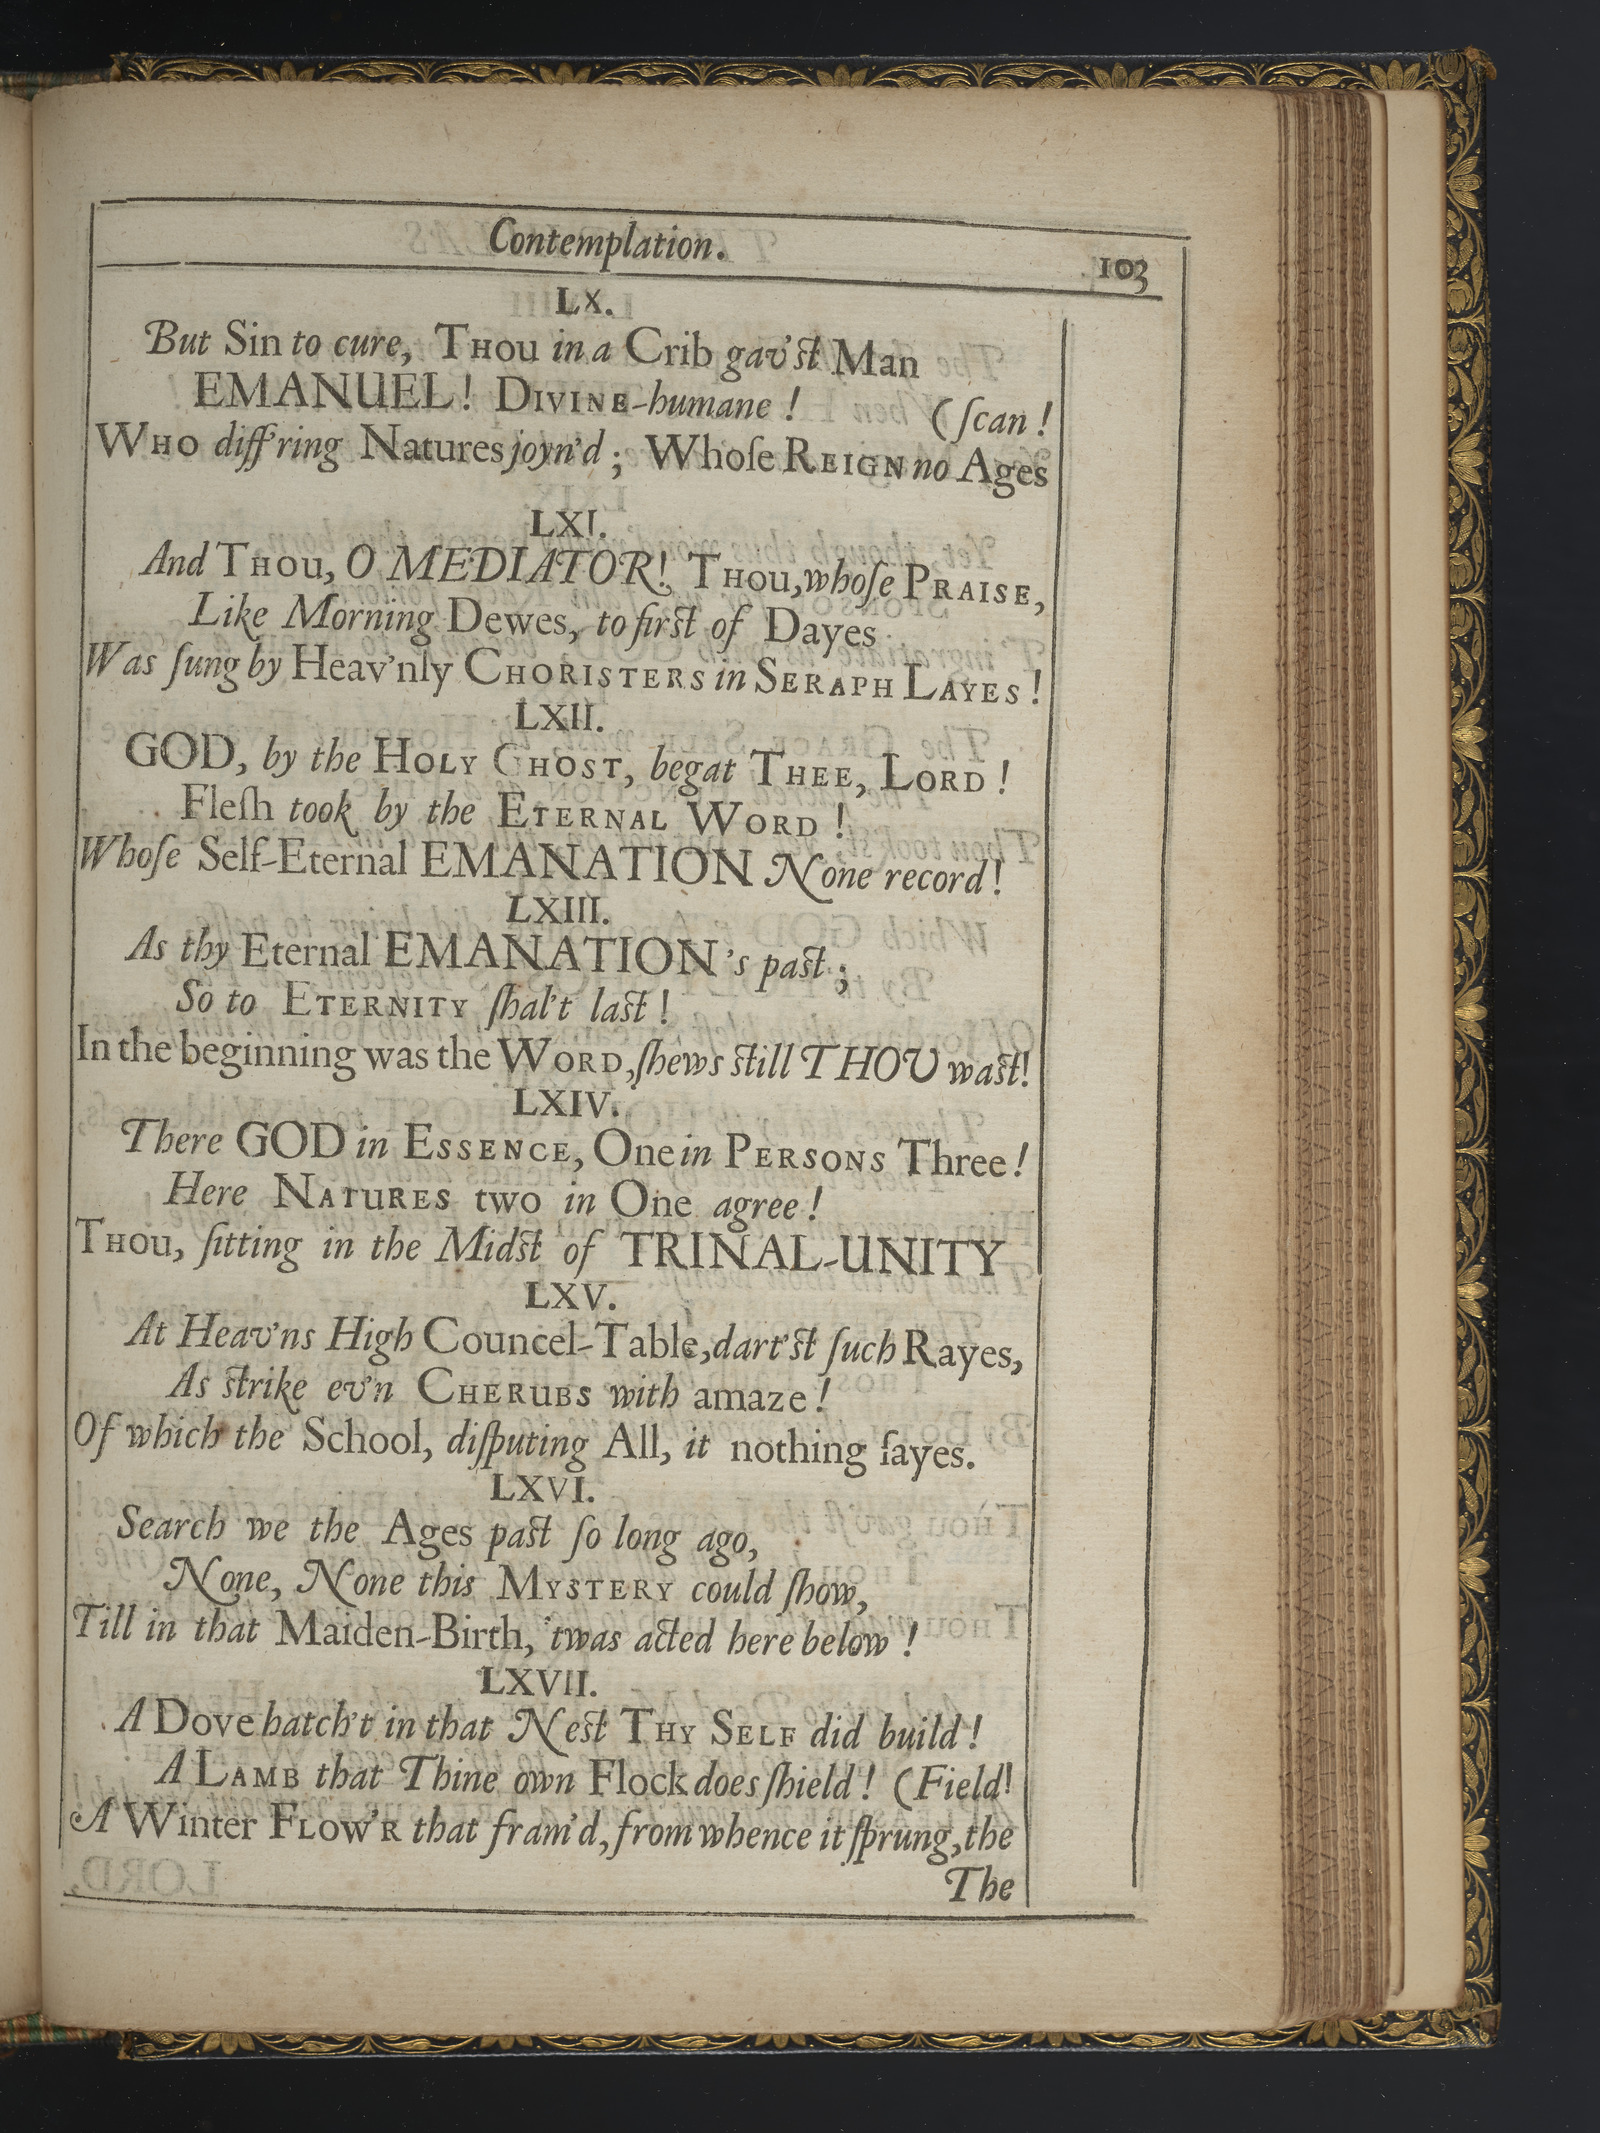 Contemplation. 103
LX.
But Sin to cure, THOU in a Crib gav'st Man
EMANUEL! DIVINE-humane! (ſcan!
WHO diff'ring Natures joyn'd; Whoſe REIGN no Ages
LXI.
And THOU, O MEDIATOR! THOU, whoſe PRAISE,
Like Morning Dewes, to first of Dayes
Was ſung by Heav'nly CHORISTERS in SERAPH LAYES!
LXII.
GOD, by the HOLY GHOST, begat THEE, LORD!
Fleſh took by the ETERNAL WORD!
Whoſe Self-Eternal EMANATION None record!
LXIII.
As thy Eternal EMANATION's past;
So to ETERNITY ſhal't last!
In the beginning was the WORD, ſhews still THOU wast!
LXIV.
There GOD in ESSENCE, One in PERSONS Three!
Here NATURES two in One agree!
THOU, ſitting in the Midst of TRINAL-UNITY
LXV.
At Heav'ns High Councel-Table, dart'st ſuch Rayes,
As strike ev'n CHERUBS with amaze!
Of which the School, diſputing All, it nothing ſayes.
LXVI.
Search we the Ages past ſo long ago,
None, None this MYSTERY could ſhow,
Till in that Maiden-Birth, 'twas acted here below!
LXVII.
A Dove hatch't in that Nest THY SELF did build!
A LAMB that Thine own Flock does ſhield! (Field!
A Winter FLOW'R that fram'd, from whence it ſprung, the
The